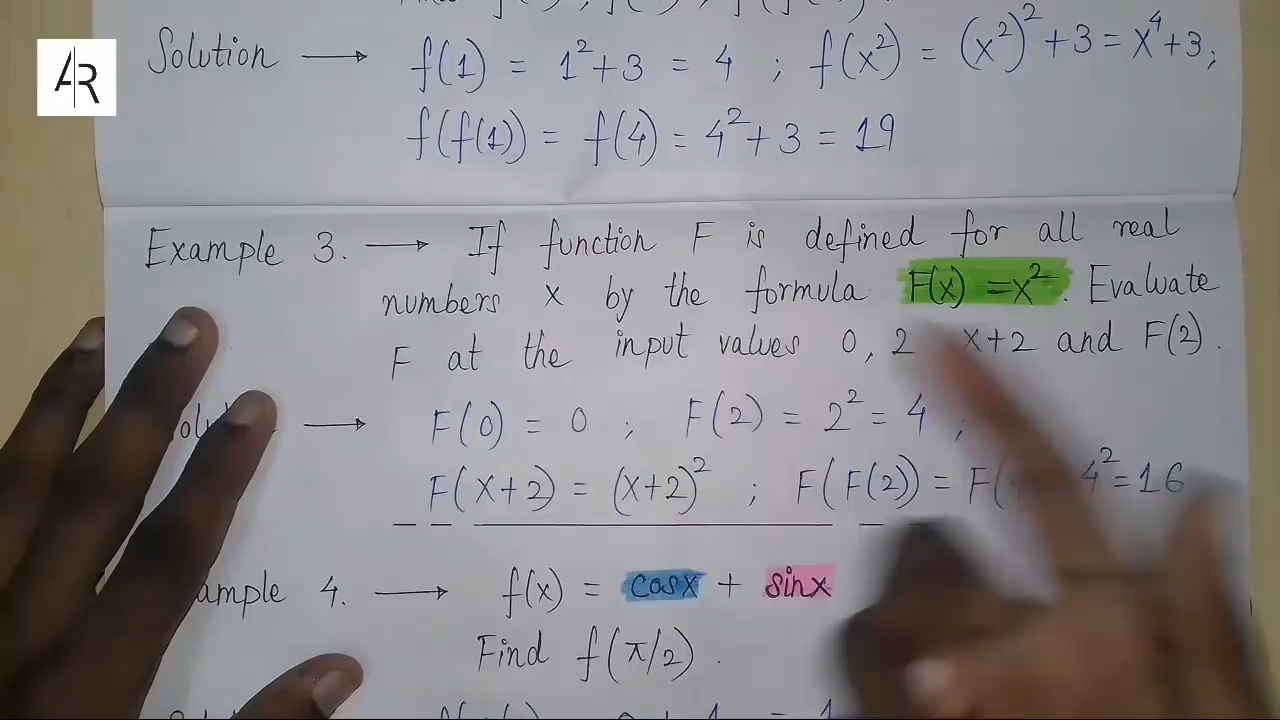 AR
Solution → f(1) = 1²+3 = 4 ; f(x²) = (x²)²+3 = x⁴+3;
f(f(1)) = f(4) = 4²+3 = 19
Example 3. → If function F is defined for all real
numbers x by the formula F(x) =x². Evaluate
F at the input values 0, 2 x+2 and F(2).
→ F(0) = 0 ; F(2) = 2² = 4 ;
F(x+2) = (x+2)² ; F(F(2)) = F( 4²=16
ample 4. → f(x) = cosx + sinx
Find f(π/2).